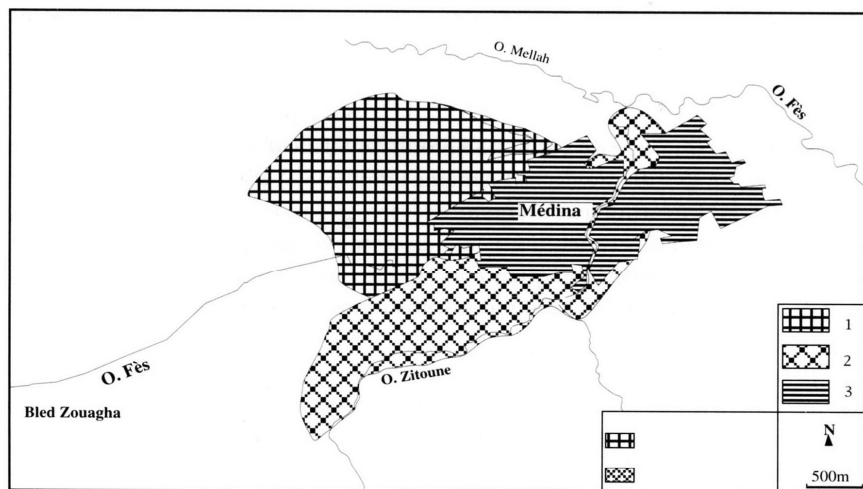 O. Mellah
O. Fès
Médina
O. Fès
O. Zitoune
Bled Zouagha
1
2
3
N
500m